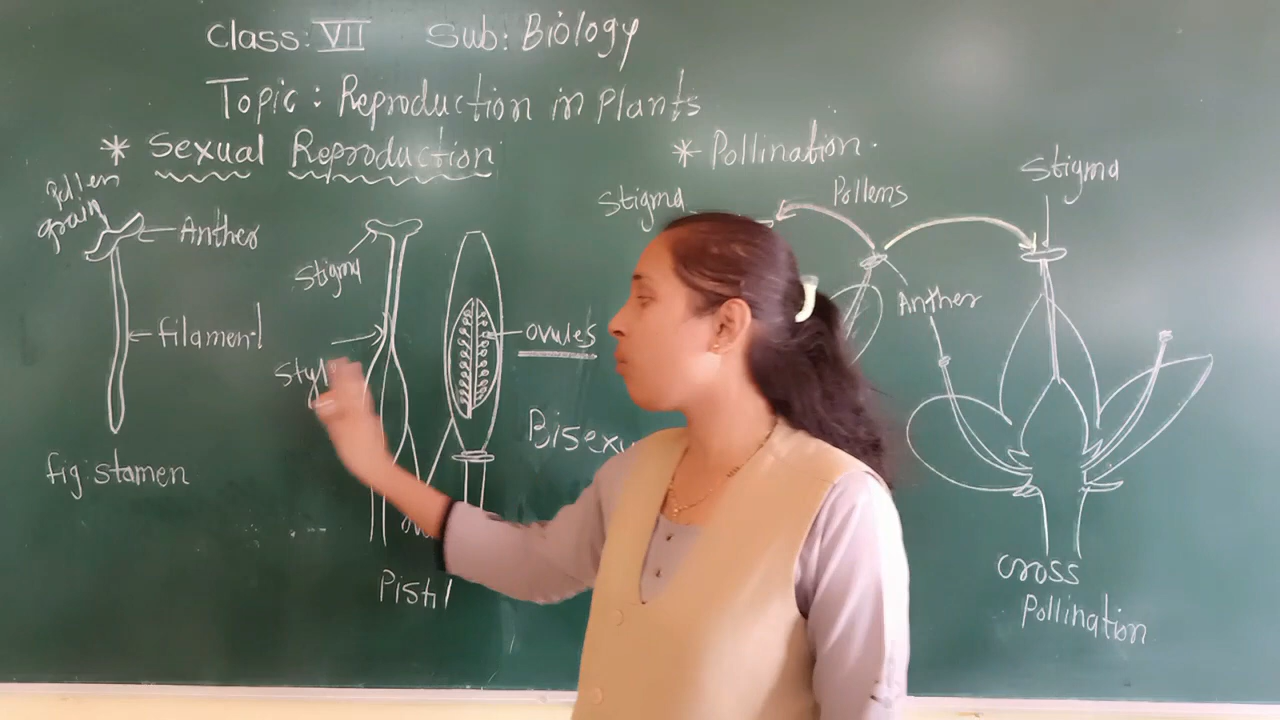 Class: VII Sub: Biology
Topic: Reproduction in Plants
* Sexual Reproduction
* Pollination.
Pollen
grain
Anther
filament
fig: stamen
Stigma
Style
ovules
Pistil
Stigma
Pollens
Stigma
Anther
Cross
Pollination